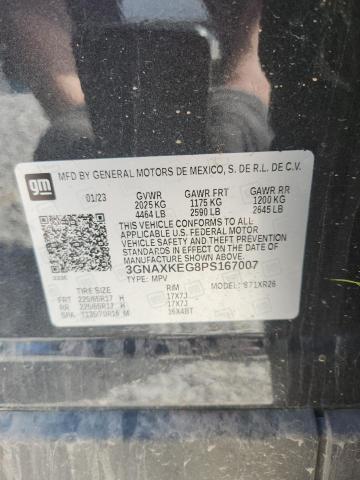 gm
MFD BY GENERAL MOTORS DE MEXICO, S. DE R.L. DE C.V.
01/23 GVWR GAWR FRT GAWR RR
2025 KG 1175 KG 1200 KG
4464 LB 2590 LB 2645 LB
THIS VEHICLE CONFORMS TO ALL APPLICABLE
U.S. FEDERAL MOTOR VEHICLE SAFETY
STANDARDS IN EFFECT ON THE DATE OF
MANUFACTURE SHOWN ABOVE.
3GNAXKEG8PS167007
TYPE: MPV
TIRE SIZE RIM MODEL: 1XR26
FRT 225/65R17 H 17X7J
RR 225/65R17 H 17X7J
SPA T135/70R16 M 16X4BT